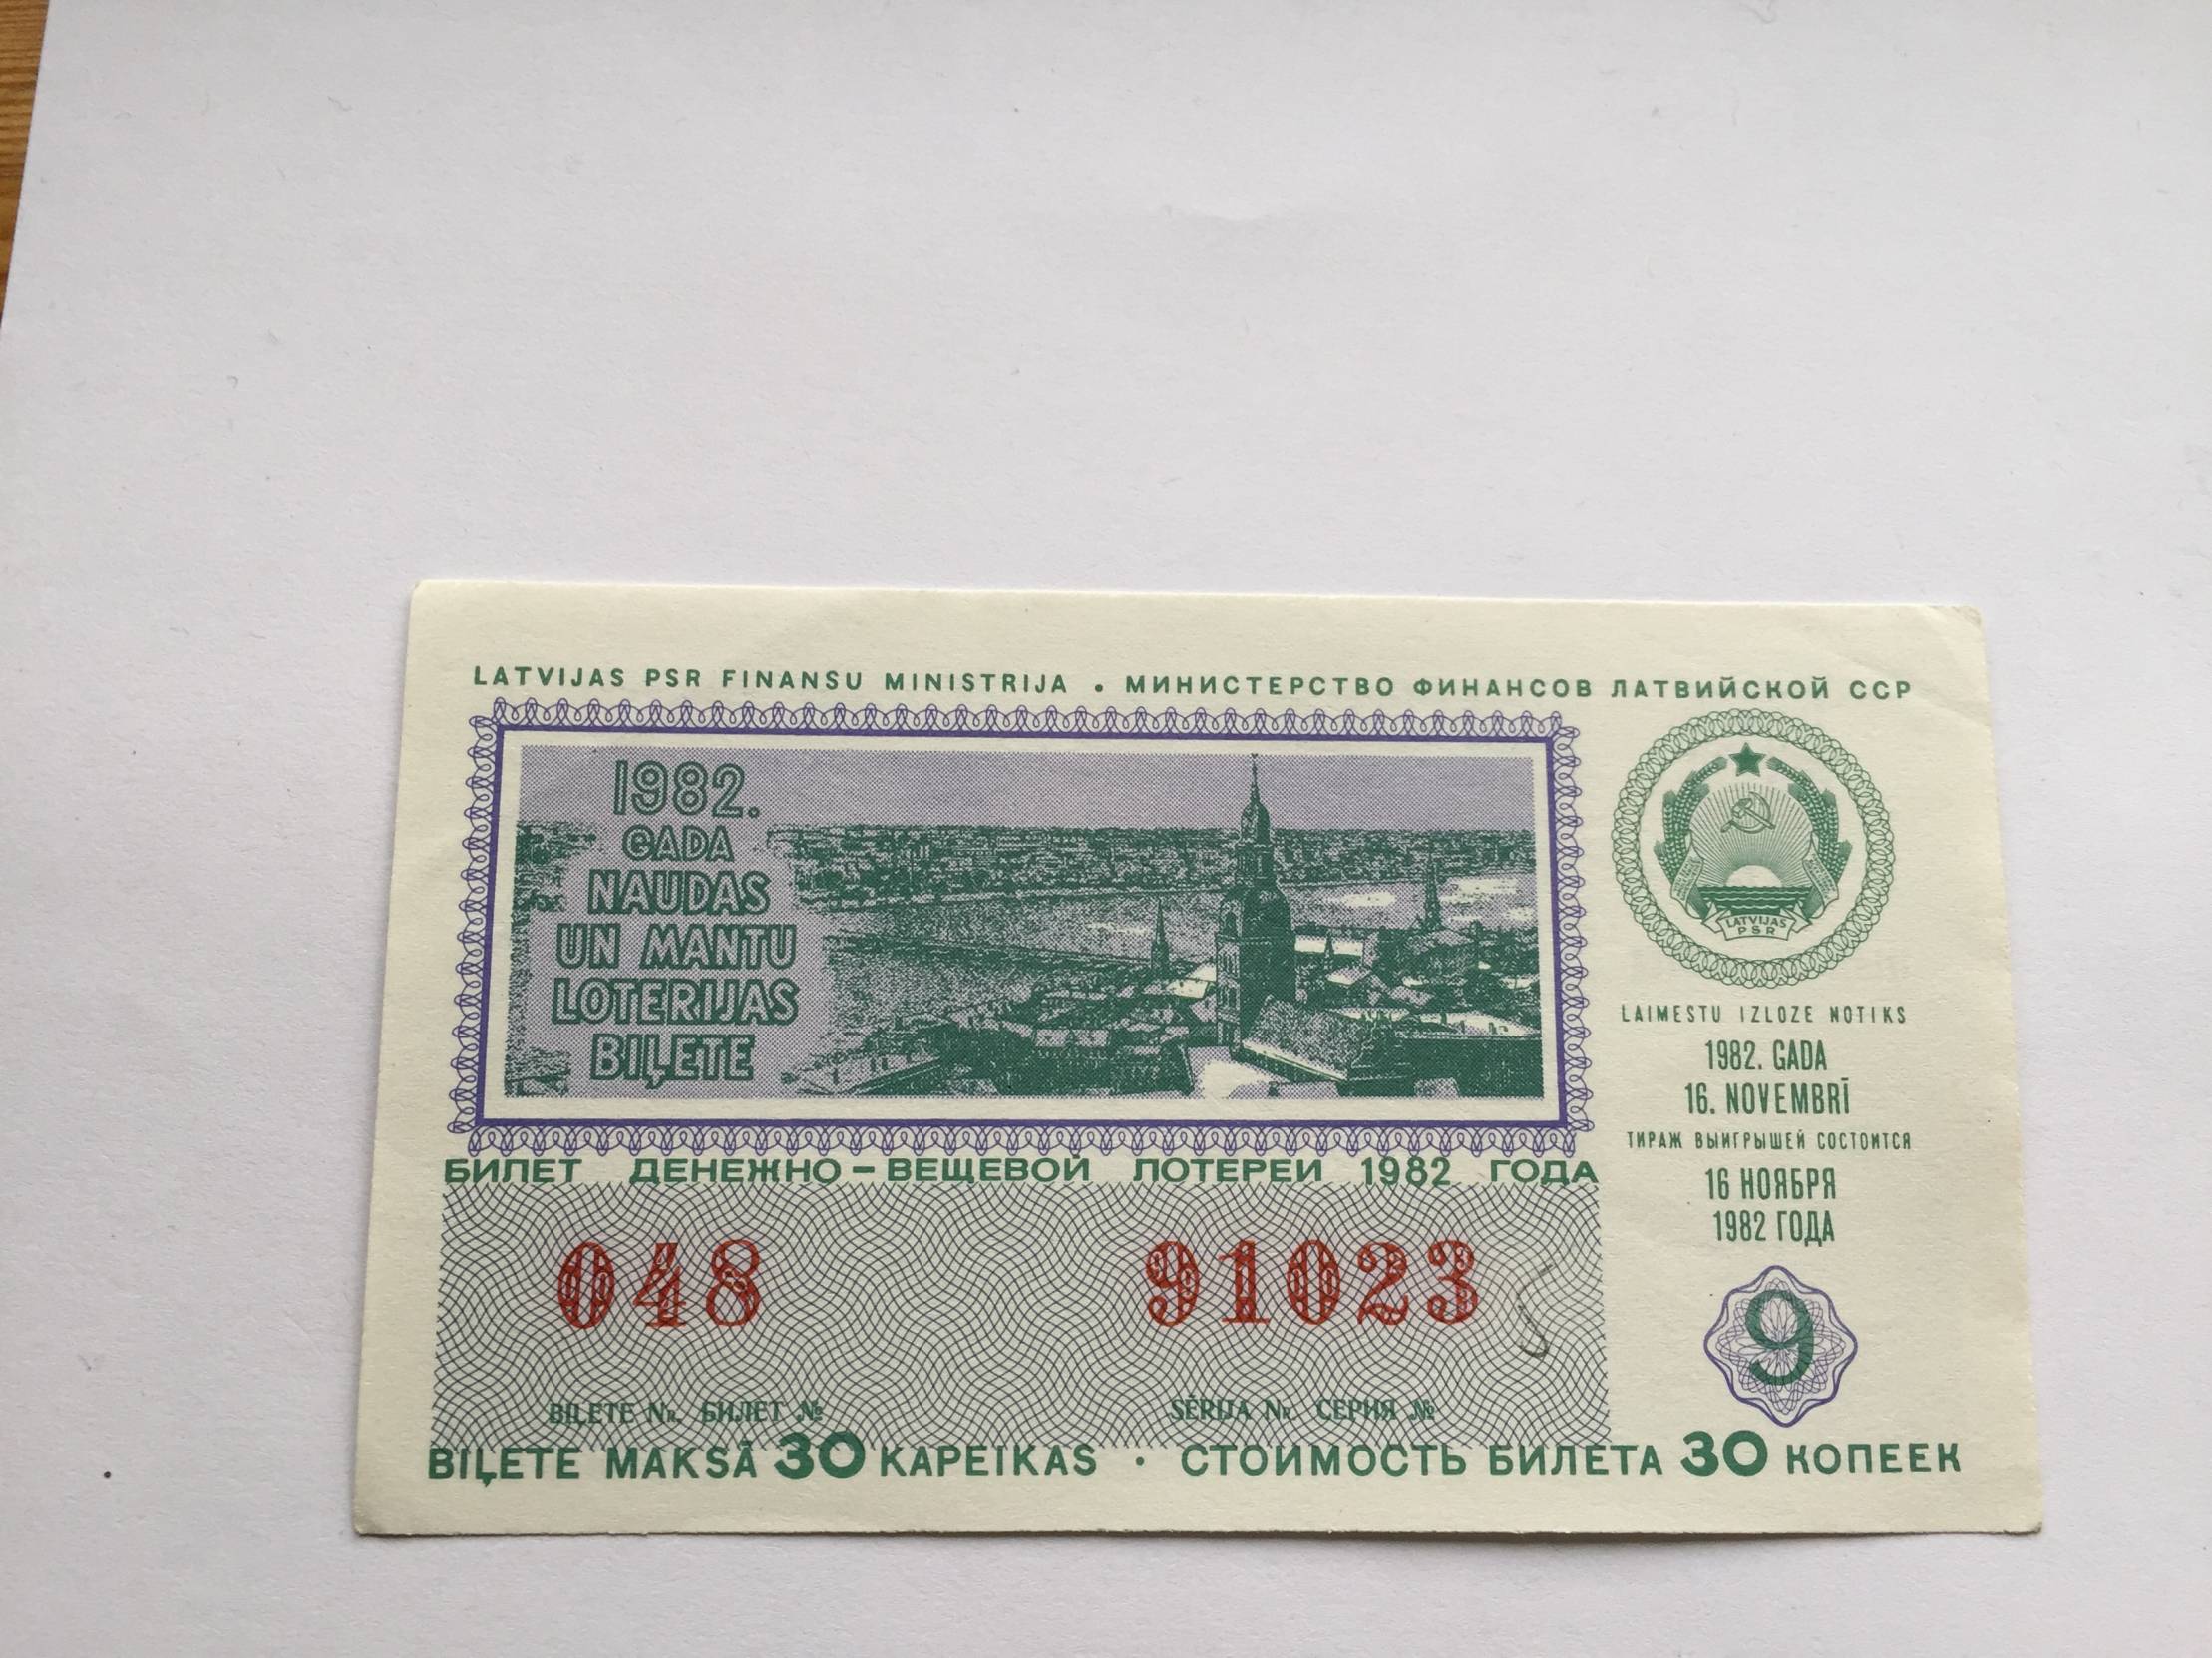 LATVIJAS PSR FINANSU MINISTRIJA • МИНИСТЕРСТВО ФИНАНСОВ ЛАТВИЙСКОЙ ССР
1982.
GADA
NAUDAS
UN MANTU
LOTERIJAS
BIĻETE
LATVIJAS
PSR
LAIMESTU IZLOZE NOTIKS
1982. GADA
16. NOVEMBRĪ
ТИРАЖ ВЫИГРЫШЕЙ СОСТОИТСЯ
16 НОЯБРЯ
1982 ГОДА
9
БИЛЕТ ДЕНЕЖНО-ВЕЩЕВОЙ ЛОТЕРЕИ 1982 ГОДА
048 91023
BIĻETE Nr. БИЛЕТ № SĒRIJA Nr. СЕРИЯ №
BIĻETE MAKSĀ 30 KAPEIKAS • СТОИМОСТЬ БИЛЕТА 30 КОПЕЕК